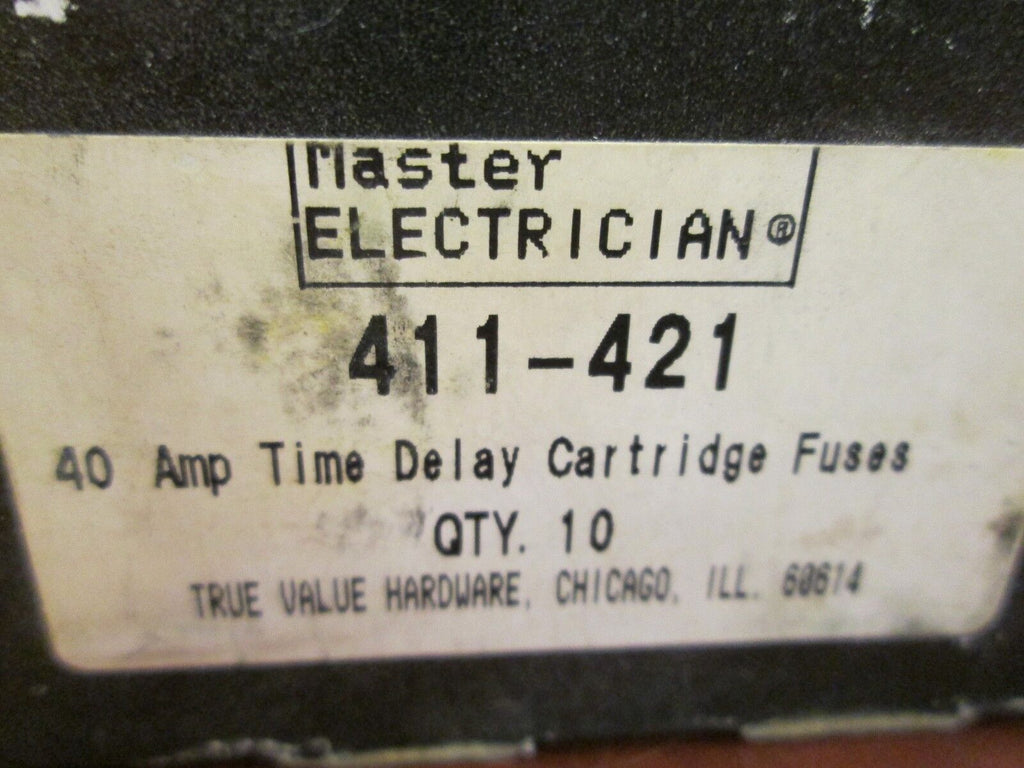 Master
ELECTRICIAN®
411-421
40 Amp Time Delay Cartridge Fuses
QTY. 10
TRUE VALUE HARDWARE, CHICAGO, ILL. 60614